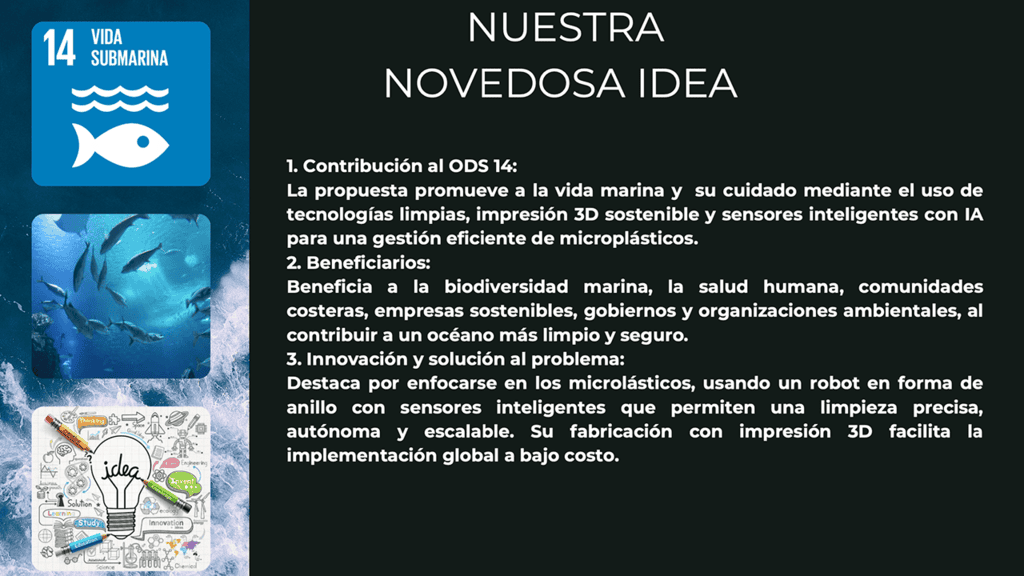 14 VIDA
SUBMARINA
NUESTRA
NOVEDOSA IDEA
1. Contribución al ODS 14:
La propuesta promueve a la vida marina y su cuidado mediante el uso de
tecnologías limpias, impresión 3D sostenible y sensores inteligentes con IA
para una gestión eficiente de microplásticos.
2. Beneficiarios:
Beneficia a la biodiversidad marina, la salud humana, comunidades
costeras, empresas sostenibles, gobiernos y organizaciones ambientales, al
contribuir a un océano más limpio y seguro.
3. Innovación y solución al problema:
Destaca por enfocarse en los microlásticos, usando un robot en forma de
anillo con sensores inteligentes que permiten una limpieza precisa,
autónoma y escalable. Su fabricación con impresión 3D facilita la
implementación global a bajo costo.
idea
Solution
Learning
Study
Innovation
Invent